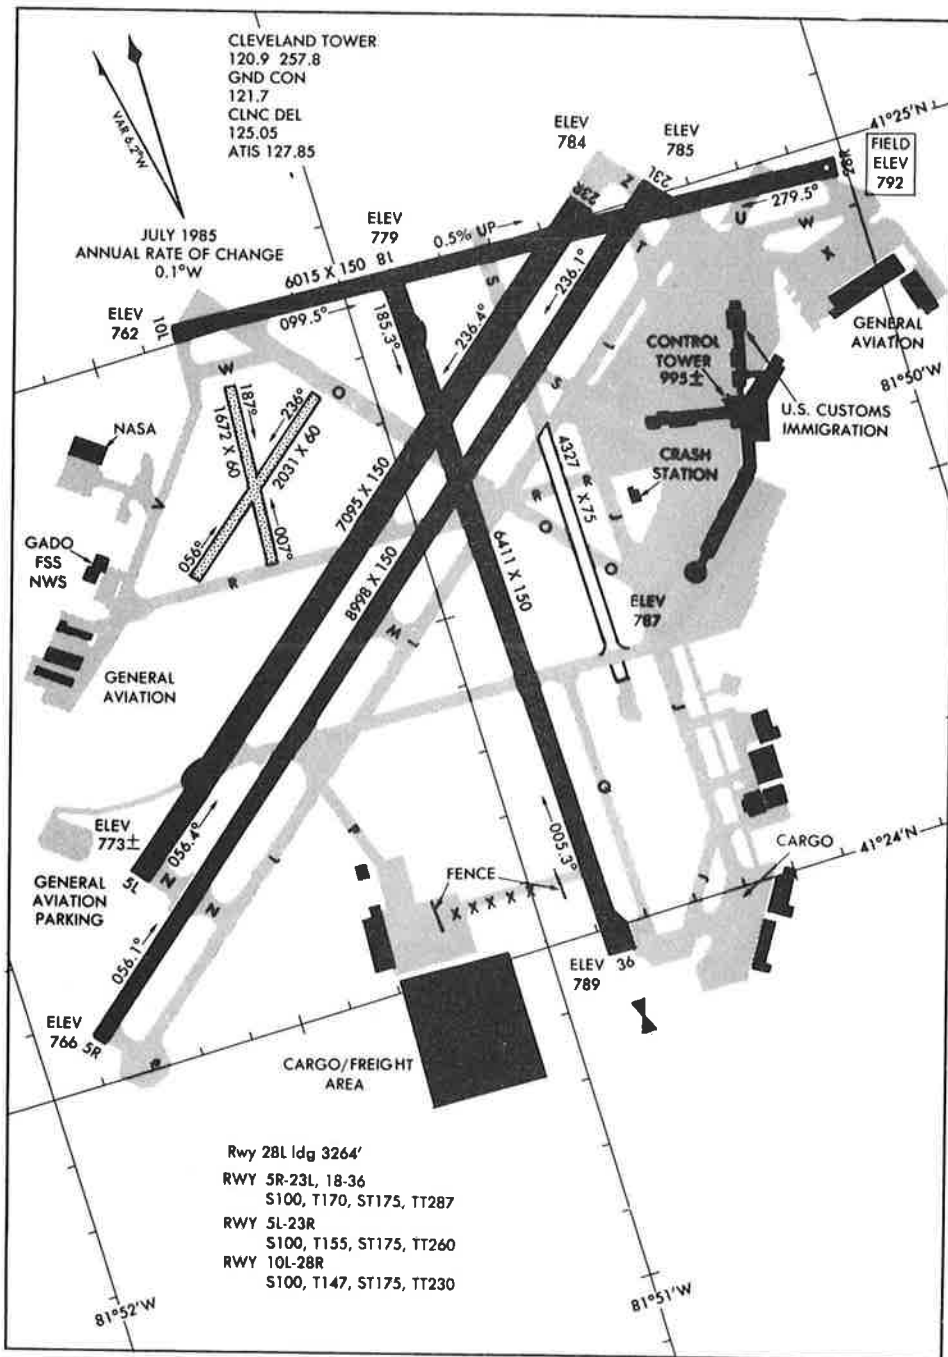 CLEVELAND TOWER
120.9 257.8
GND CON
121.7
CLNC DEL
125.05
ATIS 127.85
VAR 6.2°W
JULY 1985
ANNUAL RATE OF CHANGE
0.1°W
ELEV
784
ELEV
785
41°25'N
FIELD
ELEV
792
28R
279.5°
23R
23L
Z
T
U
W
X
ELEV
779
0.5% UP
18
6015 X 150
099.5°
ELEV
762
10L
185.3°
236.4°
236.1°
S
L
S
GENERAL
AVIATION
CONTROL
TOWER
995±
81°50'W
U.S. CUSTOMS
IMMIGRATION
W
O
187°
236°
1672 X 60
2031 X 60
056°
007°
NASA
V
GADO
FSS
NWS
R
7095 X 150
8998 X 150
4327 X 75
CRASH
STATION
R
R
J
O
O
6411 X 150
ELEV
787
W
L
GENERAL
AVIATION
J
Q
ELEV
773±
056.4°
5L
GENERAL
AVIATION
PARKING
N
N
L
P
005.3°
FENCE
X X X X X
CARGO
41°24'N
J
056.1°
ELEV
789
36
ELEV
766
5R
CARGO/FREIGHT
AREA
Rwy 28L ldg 3264'
RWY 5R-23L, 18-36
S100, T170, ST175, TT287
RWY 5L-23R
S100, T155, ST175, TT260
RWY 10L-28R
S100, T147, ST175, TT230
81°52'W
81°51'W